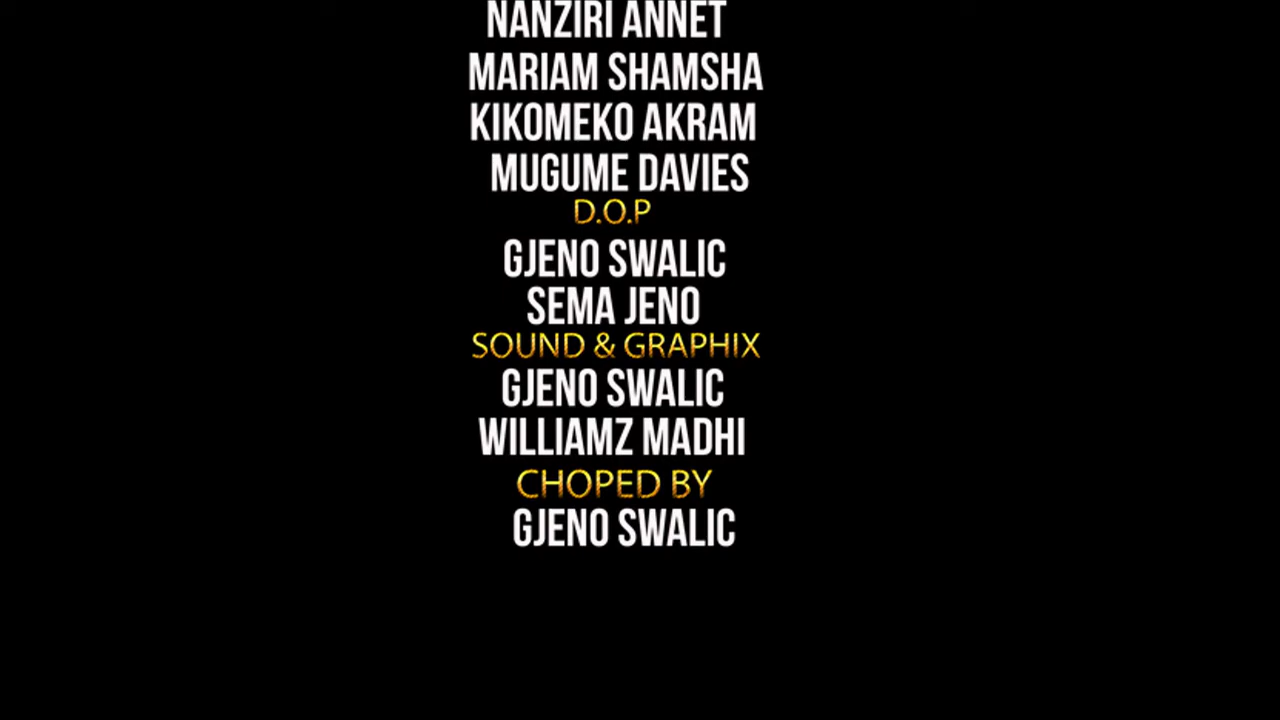 NANZIRI ANNET
MARIAM SHAMSHA
KIKOMEKO AKRAM
MUGUME DAVIES
D.O.P
GJENO SWALIC
SEMA JENO
SOUND & GRAPHIX
GJENO SWALIC
WILLIAMZ MADHI
CHOPED BY
GJENO SWALIC